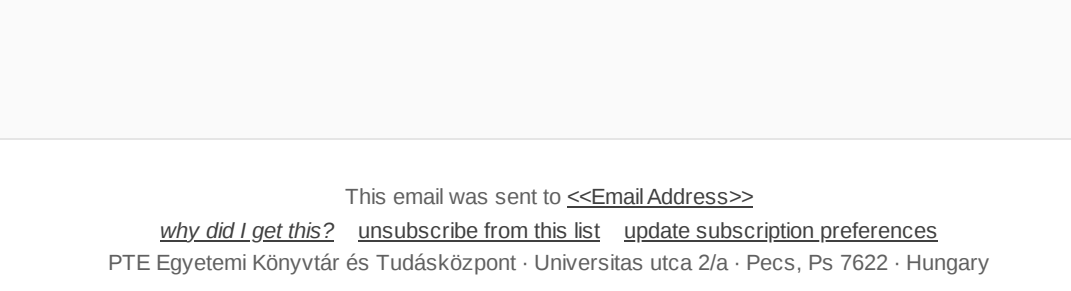 This email was sent to <<Email Address>>
why did I get this? unsubscribe from this list update subscription preferences
PTE Egyetemi Könyvtár és Tudásközpont · Universitas utca 2/a · Pecs, Ps 7622 · Hungary